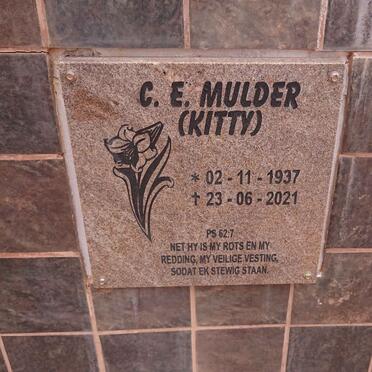 C. E. MULDER
(KITTY)
* 02 - 11 - 1937
† 23 - 06 - 2021
PS 62:7
NET HY IS MY ROTS EN MY
REDDING, MY VEILIGE VESTING,
SODAT EK STEWIG STAAN.